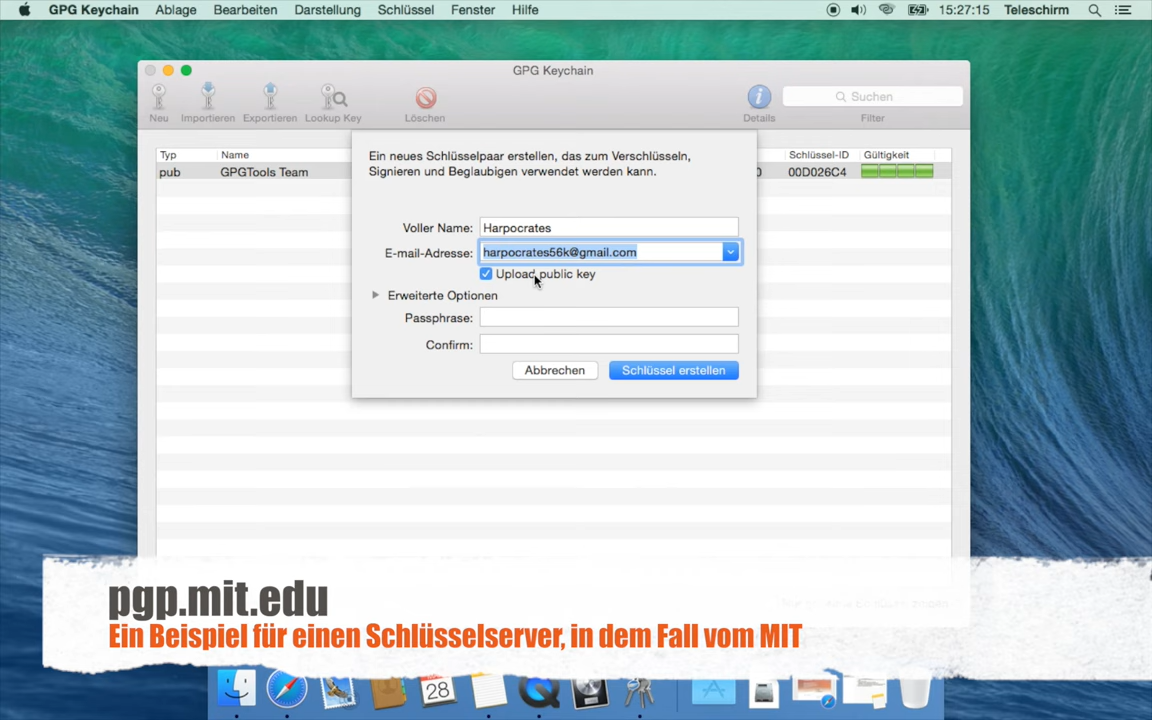 GPG Keychain Ablage Bearbeiten Darstellung Schlüssel Fenster Hilfe 15:27:15 Teleschirm
GPG Keychain
Neu Importieren Exportieren Lookup Key Löschen Details Suchen
Filter
Typ Name Schlüssel-ID Gültigkeit
pub GPGTools Team 00D026C4
Ein neues Schlüsselpaar erstellen, das zum Verschlüsseln,
Signieren und Beglaubigen verwendet werden kann.
Voller Name: Harpocrates
E-mail-Adresse: harpocrates56k@gmail.com
Upload public key
Erweiterte Optionen
Passphrase:
Confirm:
Abbrechen Schlüssel erstellen
pgp.mit.edu
Ein Beispiel für einen Schlüsselserver, in dem Fall vom MIT
28